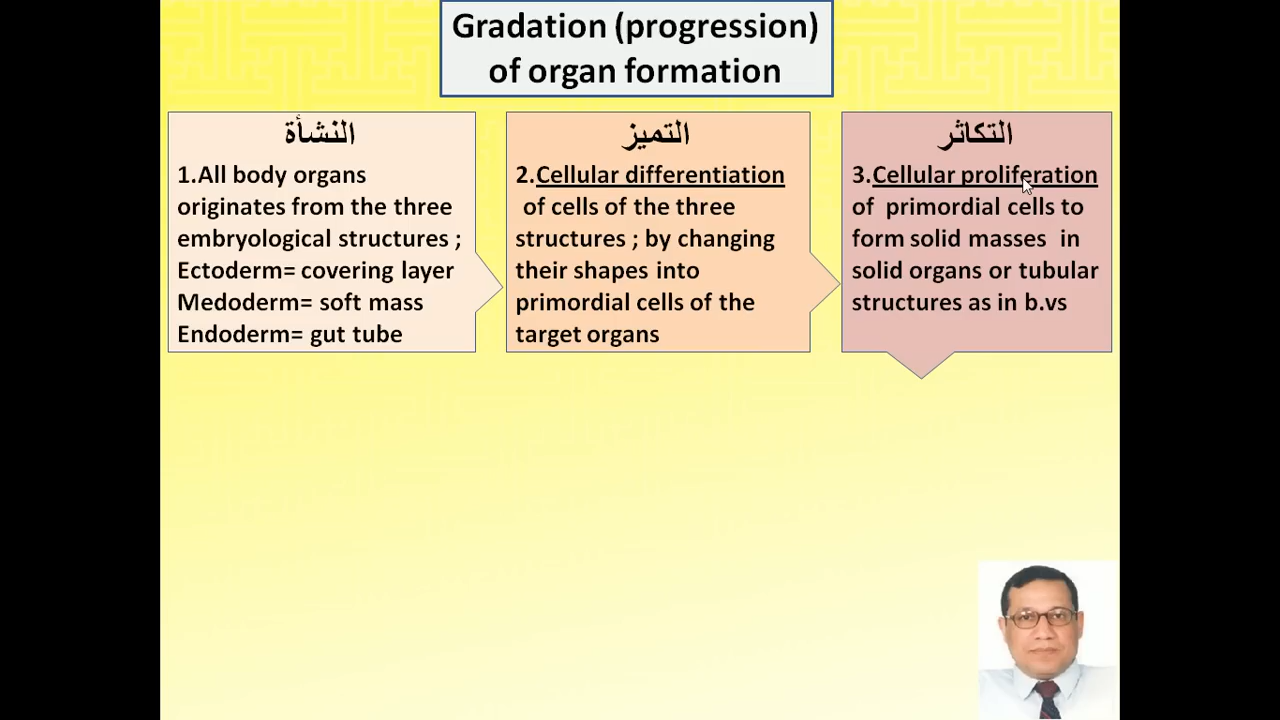 Gradation (progression)
of organ formation
النشأة
1.All body organs
originates from the three
embryological structures ;
Ectoderm= covering layer
Medoderm= soft mass
Endoderm= gut tube
التميز
2.Cellular differentiation
of cells of the three
structures ; by changing
their shapes into
primordial cells of the
target organs
التكاثر
3.Cellular proliferation
of primordial cells to
form solid masses in
solid organs or tubular
structures as in b.vs